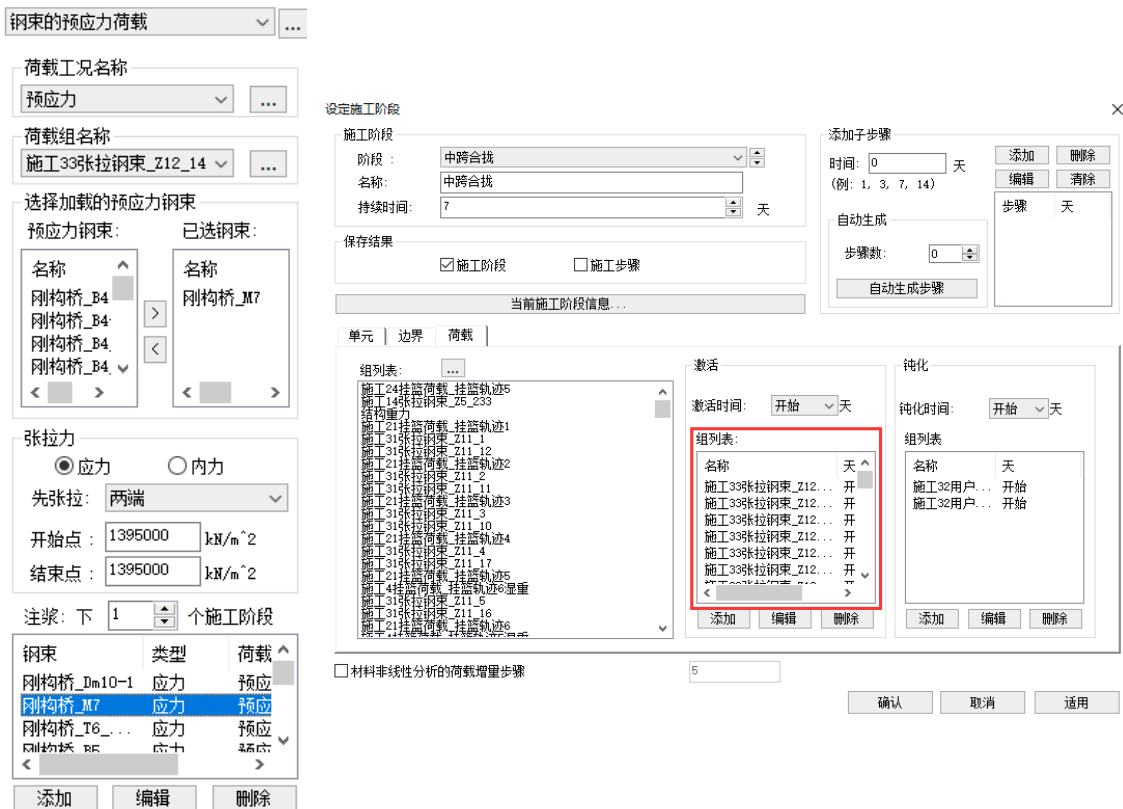 钢束的预应力荷载
...
荷载工况名称
预应力
...
荷载组名称
施工33张拉钢束_Z12_14
...
选择加载的预应力钢束
预应力钢束:
已选钢束:
名称
刚构桥_B4
刚构桥_B4
刚构桥_B4
刚构桥_B4
名称
刚构桥_M7
>
<
张拉力
应力
内力
先张拉:
两端
开始点 :
1395000
kN/m^2
结束点 :
1395000
kN/m^2
注浆: 下
1
个施工阶段
钢束 类型 荷载
刚构桥_Dm10-1 应力 预应
刚构桥_M7 应力 预应
刚构桥_T6_... 应力 预应
刚构桥_B5 应力 预应
添加
编辑
删除
设定施工阶段
施工阶段
阶段 :
中跨合拢
名称:
中跨合拢
持续时间:
7
天
保存结果
施工阶段
施工步骤
当前施工阶段信息...
添加子步骤
时间: 0 天
(例: 1, 3, 7, 14)
添加
删除
编辑
清除
步骤 天
自动生成
步骤数:
0
自动生成步骤
单元
边界
荷载
组列表:
...
施工24挂篮荷载_挂篮轨迹5
施工14张拉钢束_Z5_233
结构重力
施工21挂篮荷载_挂篮轨迹1
施工31张拉钢束_Z11_1
施工31张拉钢束_Z11_12
施工21挂篮荷载_挂篮轨迹2
施工31张拉钢束_Z11_2
施工31张拉钢束_Z11_11
施工21挂篮荷载_挂篮轨迹3
施工31张拉钢束_Z11_3
施工31张拉钢束_Z11_10
施工21挂篮荷载_挂篮轨迹4
施工31张拉钢束_Z11_4
施工31张拉钢束_Z11_17
施工21挂篮荷载_挂篮轨迹5
施工4挂篮荷载_挂篮轨迹6湿重
施工31张拉钢束_Z11_5
施工31张拉钢束_Z11_16
施工21挂篮荷载_挂篮轨迹6
激活
激活时间:
开始
天
组列表:
名称 天
施工33张拉钢束_Z12... 开
施工33张拉钢束_Z12... 开
施工33张拉钢束_Z12... 开
施工33张拉钢束_Z12... 开
施工33张拉钢束_Z12... 开
施工33张拉钢束_Z12... 开
添加
编辑
删除
钝化
钝化时间:
开始
天
组列表
名称 天
施工32用户... 开始
施工32用户... 开始
添加
编辑
删除
材料非线性分析的荷载增量步骤
5
确认
取消
适用